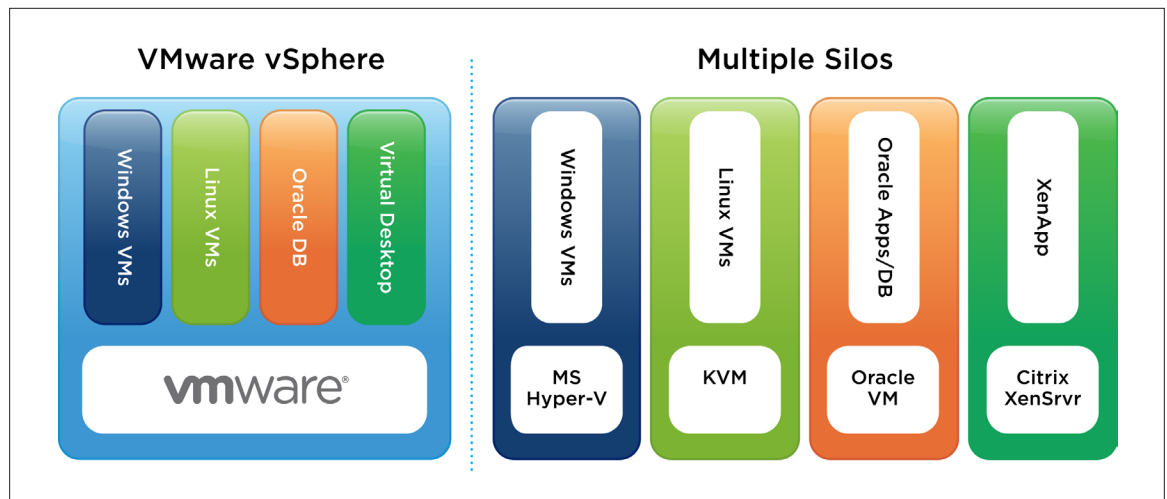 VMware vSphere
Windows VMs
Linux VMs
Oracle DB
Virtual Desktop
vmware®
Multiple Silos
Windows VMs
Linux VMs
Oracle Apps/DB
XenApp
MS
Hyper-V
KVM
Oracle
VM
Citrix
XenSrvr